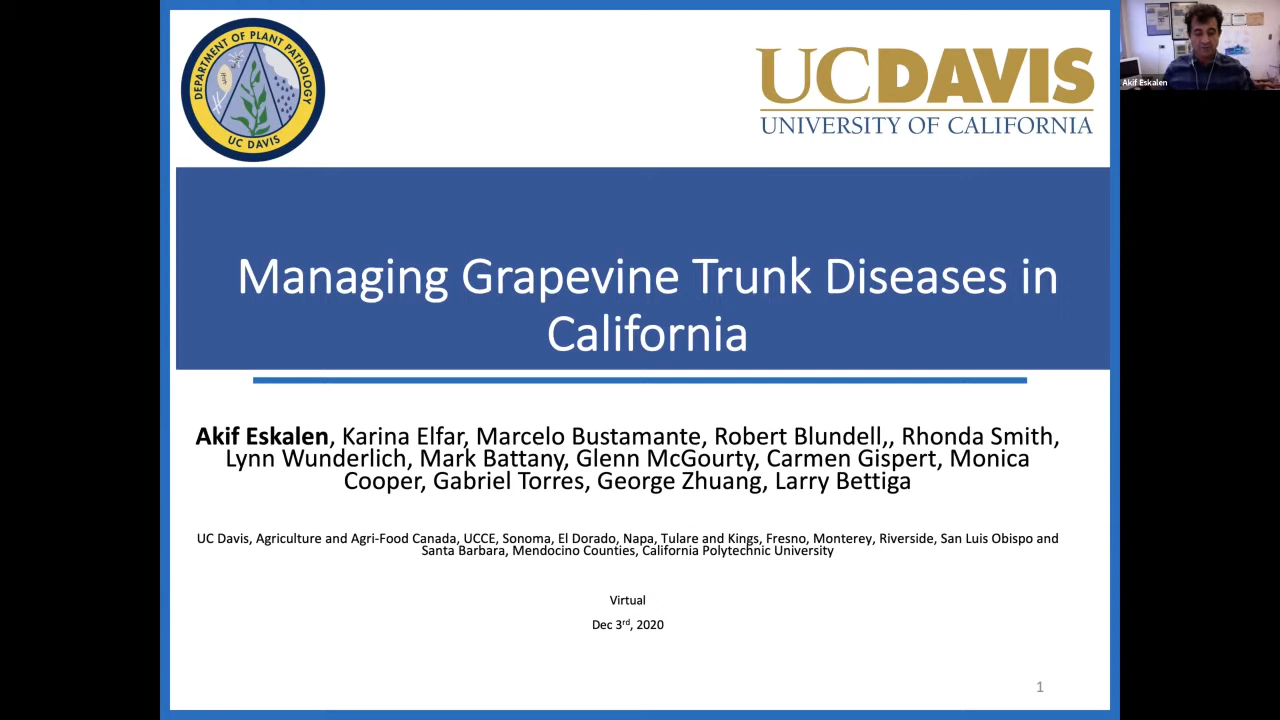 DEPARTMENT OF PLANT PATHOLOGY
UC DAVIS
UC DAVIS
UNIVERSITY OF CALIFORNIA
Akif Eskalen
Managing Grapevine Trunk Diseases in
California
Akif Eskalen, Karina Elfar, Marcelo Bustamante, Robert Blundell,, Rhonda Smith,
Lynn Wunderlich, Mark Battany, Glenn McGourty, Carmen Gispert, Monica
Cooper, Gabriel Torres, George Zhuang, Larry Bettiga
UC Davis, Agriculture and Agri-Food Canada, UCCE, Sonoma, El Dorado, Napa, Tulare and Kings, Fresno, Monterey, Riverside, San Luis Obispo and
Santa Barbara, Mendocino Counties, California Polytechnic University
Virtual
Dec 3rd, 2020
1